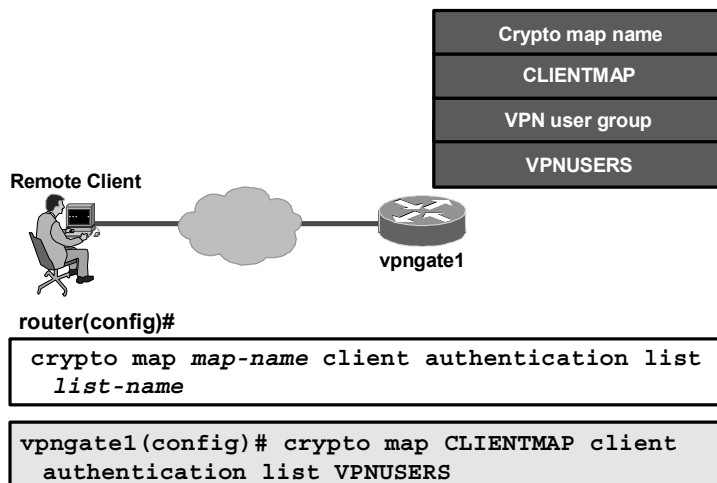 Crypto map name
CLIENTMAP
VPN user group
VPNUSERS
Remote Client
vpngate1
router(config)#
crypto map map-name client authentication list
list-name
vpngate1(config)# crypto map CLIENTMAP client
authentication list VPNUSERS